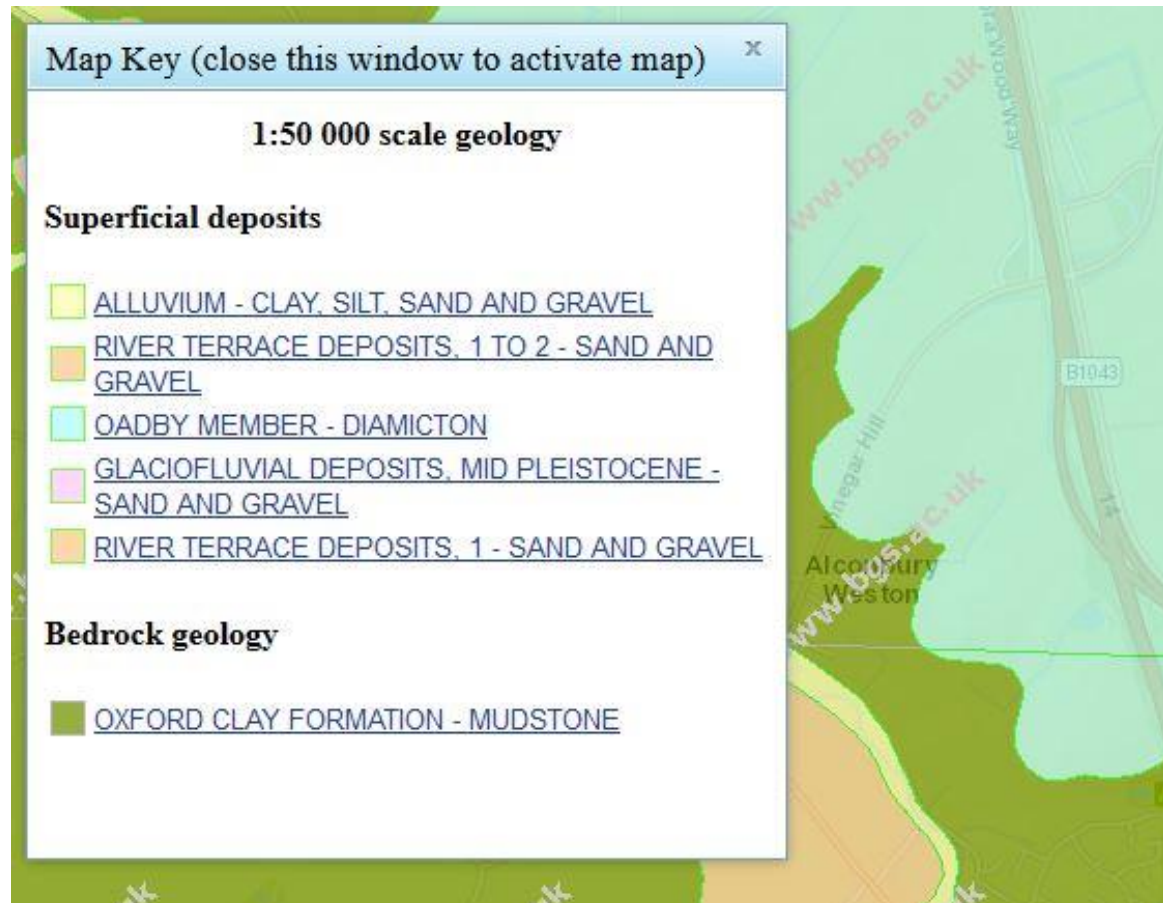 Map Key (close this window to activate map) x
1:50 000 scale geology
Superficial deposits
ALLUVIUM - CLAY, SILT, SAND AND GRAVEL
RIVER TERRACE DEPOSITS, 1 TO 2 - SAND AND
GRAVEL
OADBY MEMBER - DIAMICTON
GLACIOFLUVIAL DEPOSITS, MID PLEISTOCENE -
SAND AND GRAVEL
RIVER TERRACE DEPOSITS, 1 - SAND AND GRAVEL
Bedrock geology
OXFORD CLAY FORMATION - MUDSTONE
www.bgs.ac.uk
Way
B1043
Hill
14
www.bgs.ac.uk
Alconbury
Weston
www.bgs.ac.uk